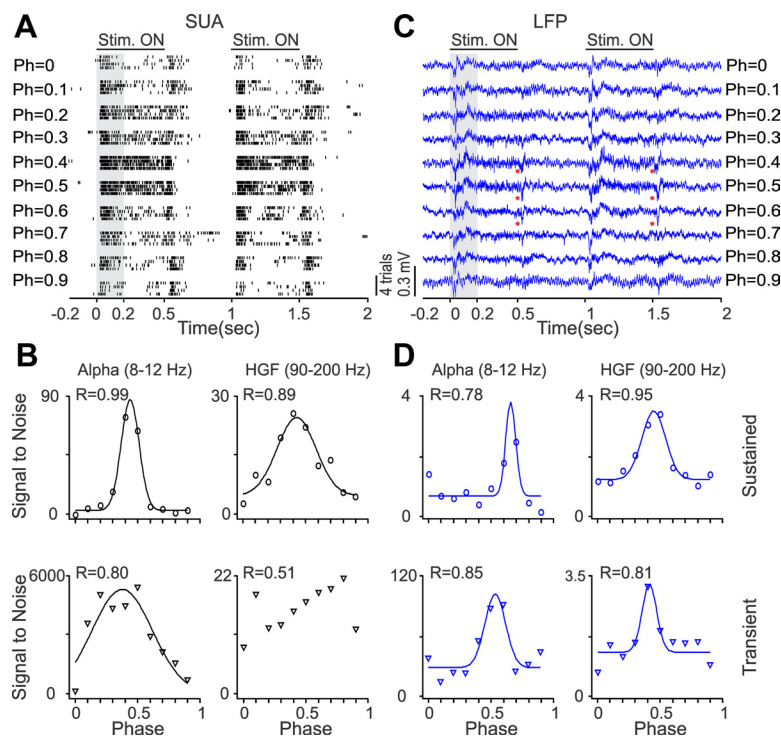 A SUA C LFP
Stim. ON Stim. ON Stim. ON Stim. ON
Ph=0 Ph=0
Ph=0.1 Ph=0.1
Ph=0.2 Ph=0.2
Ph=0.3 Ph=0.3
Ph=0.4 Ph=0.4
Ph=0.5 Ph=0.5
Ph=0.6 Ph=0.6
Ph=0.7 Ph=0.7
Ph=0.8 Ph=0.8
Ph=0.9 Ph=0.9
4 trials
0.3 mV
-0.2 0 0.2 0.5 1 1.5 2 -0.2 0 0.2 0.5 1 1.5 2
Time(sec) Time(sec)
B D
Alpha (8-12 Hz) HGF (90-200 Hz) Alpha (8-12 Hz) HGF (90-200 Hz)
90 R=0.99 30 R=0.89 4 R=0.78 4 R=0.95
Signal to Noise Sustained
0 0 0 0
6000 R=0.80 22 R=0.51 120 R=0.85 3.5 R=0.81
Signal to Noise Transient
0 0 0 0
0 0.5 1 0 0.5 1 0 0.5 1 0 0.5 1
Phase Phase Phase Phase